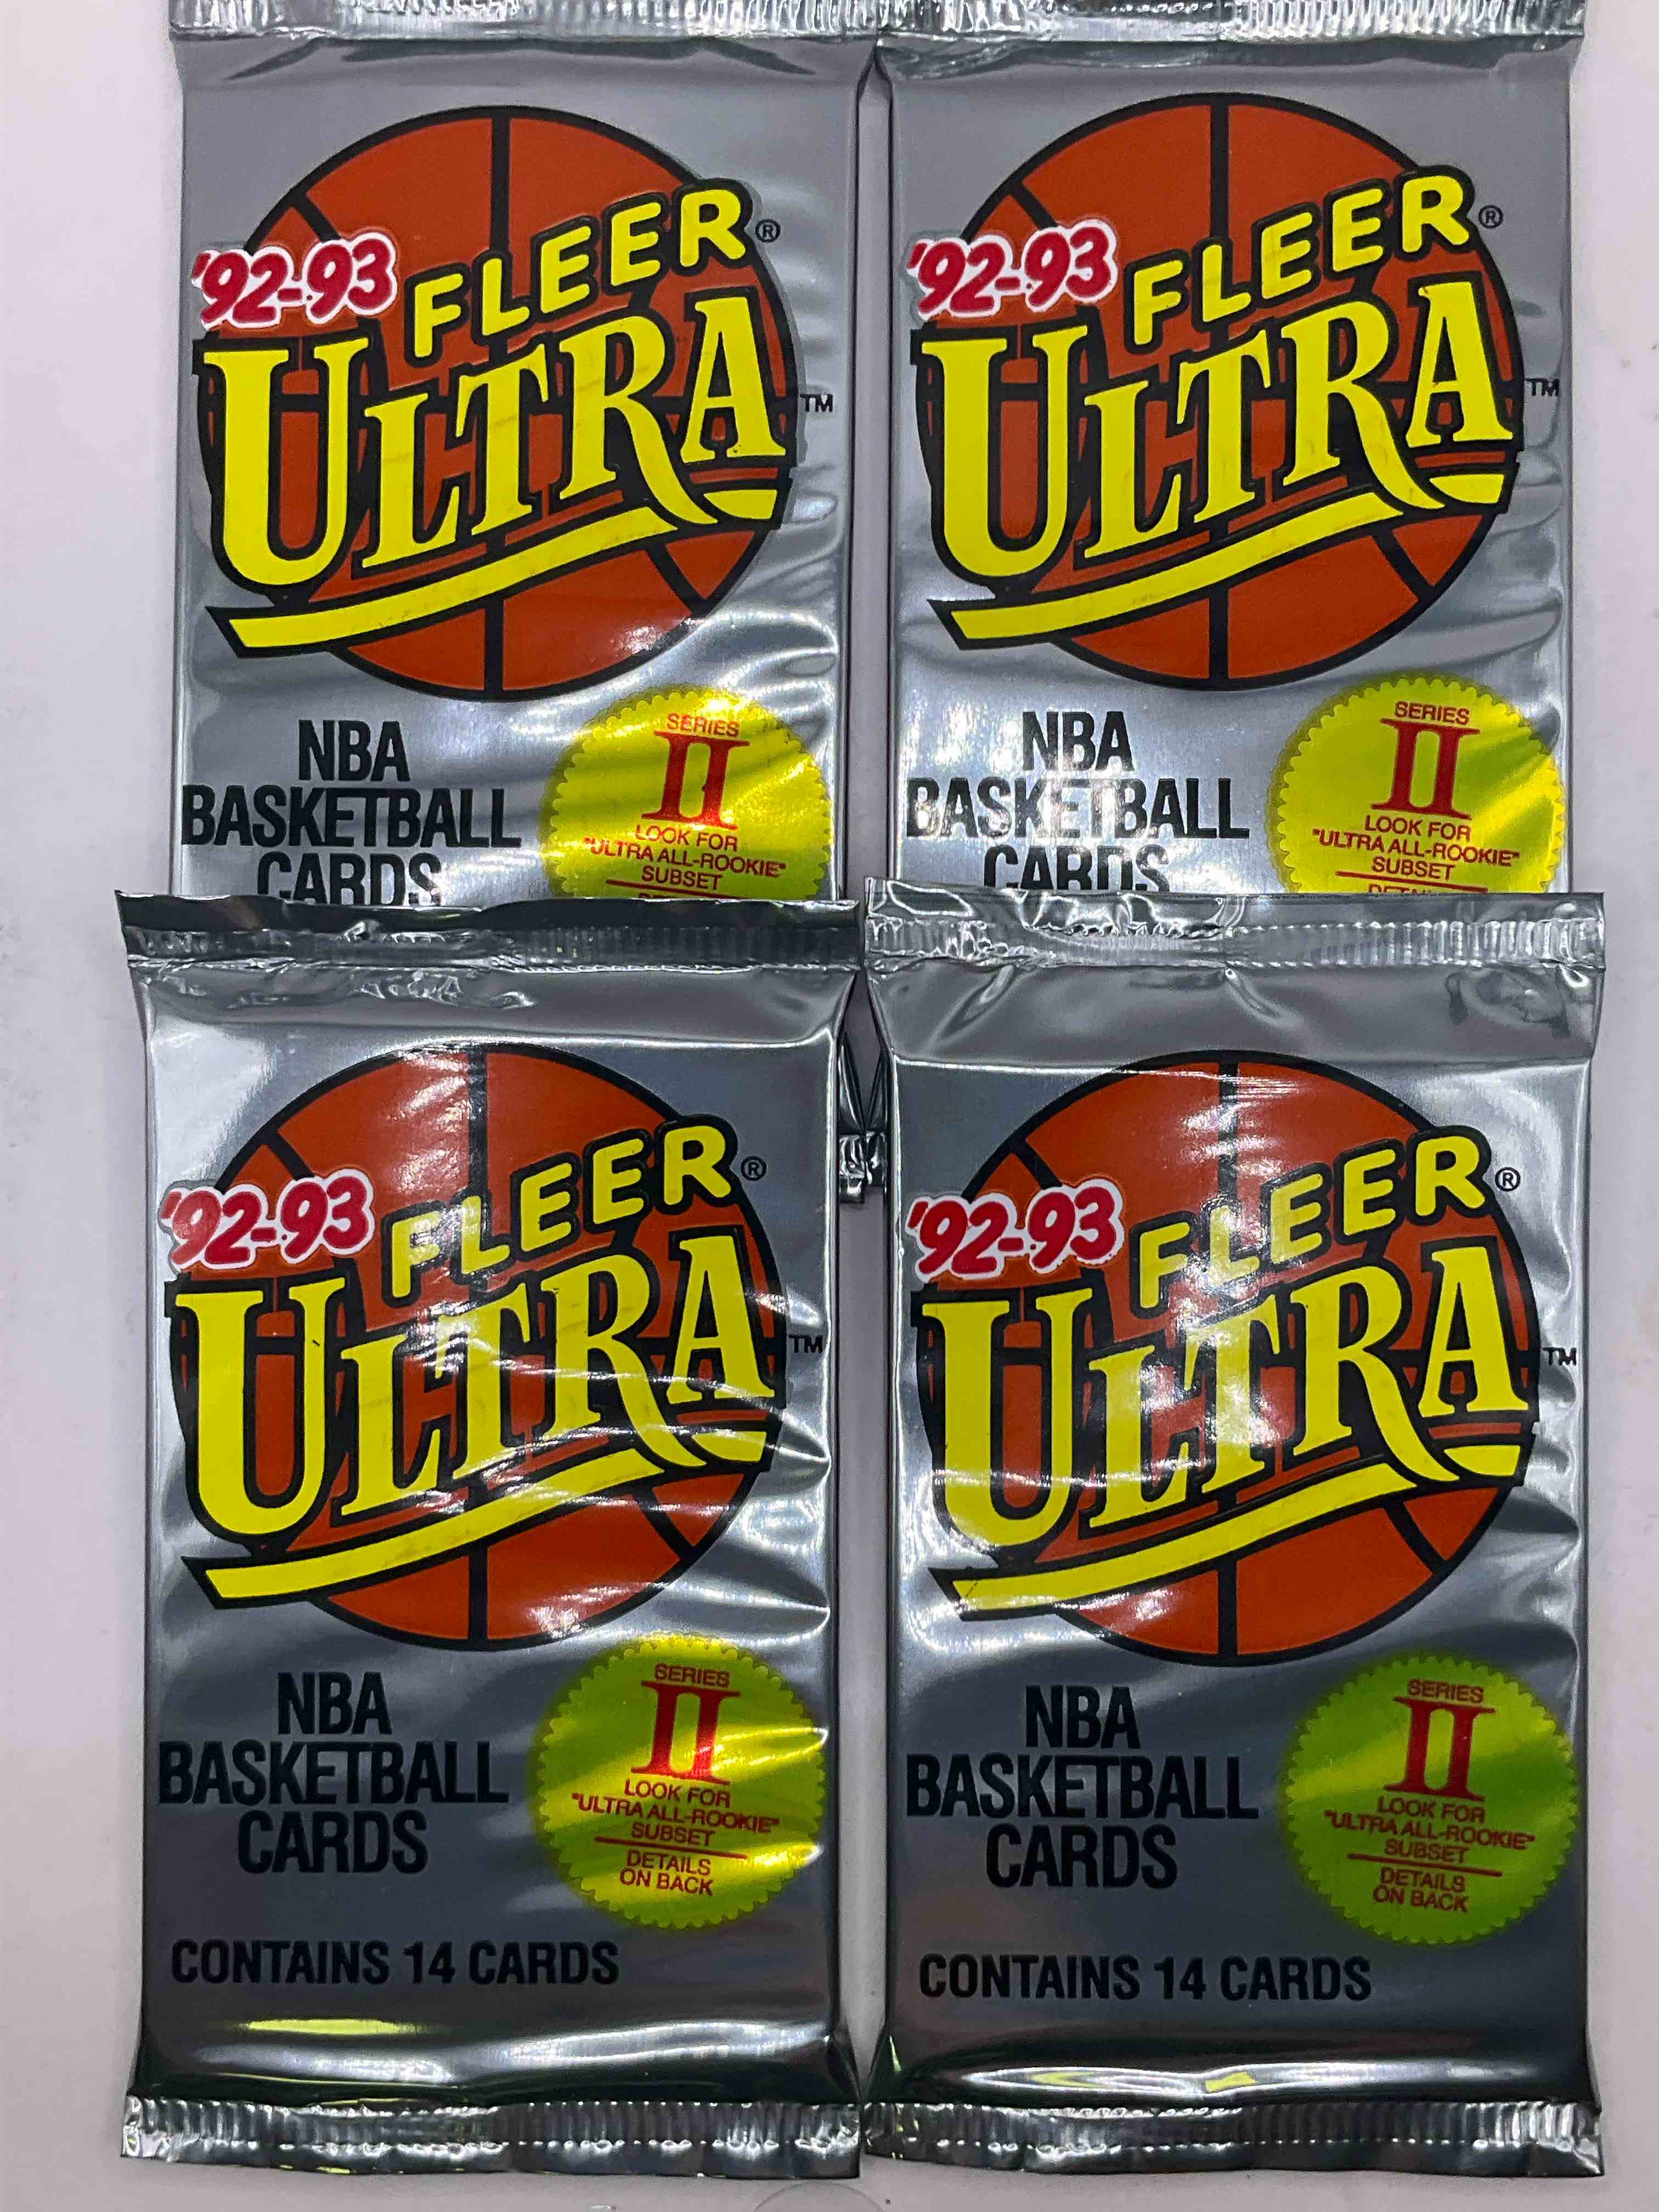 '92-93 FLEER®
ULTRA™
NBA
BASKETBALL
CARDS
SERIES
II
LOOK FOR
"ULTRA ALL-ROOKIE"
SUBSET
'92-93 FLEER®
ULTRA™
NBA
BASKETBALL
CARDS
SERIES
II
LOOK FOR
"ULTRA ALL-ROOKIE"
SUBSET
'92-93 FLEER®
ULTRA™
NBA
BASKETBALL
CARDS
SERIES
II
LOOK FOR
"ULTRA ALL-ROOKIE"
SUBSET
DETAILS
ON BACK
CONTAINS 14 CARDS
'92-93 FLEER®
ULTRA™
NBA
BASKETBALL
CARDS
SERIES
II
LOOK FOR
"ULTRA ALL-ROOKIE"
SUBSET
DETAILS
ON BACK
CONTAINS 14 CARDS